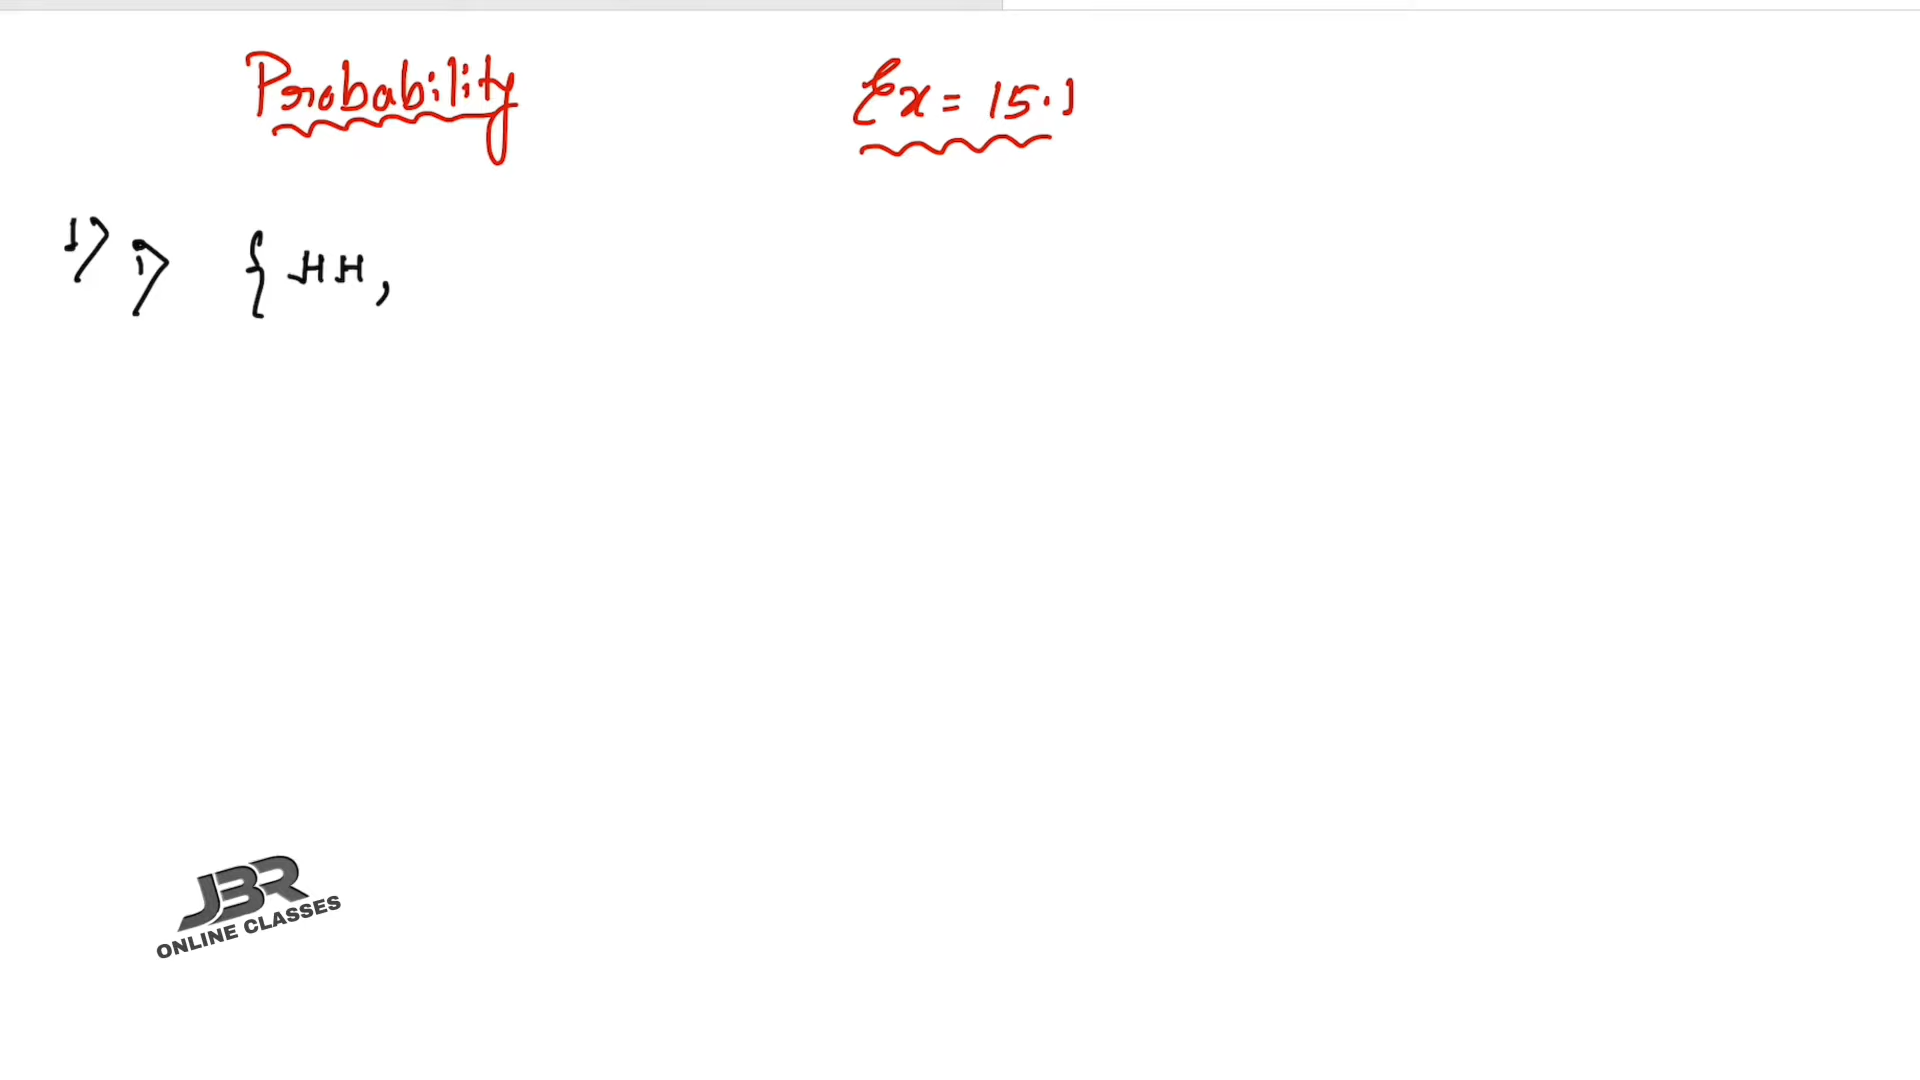 Probability
Ex = 15.1
1) i) { HH,
JBR
ONLINE CLASSES